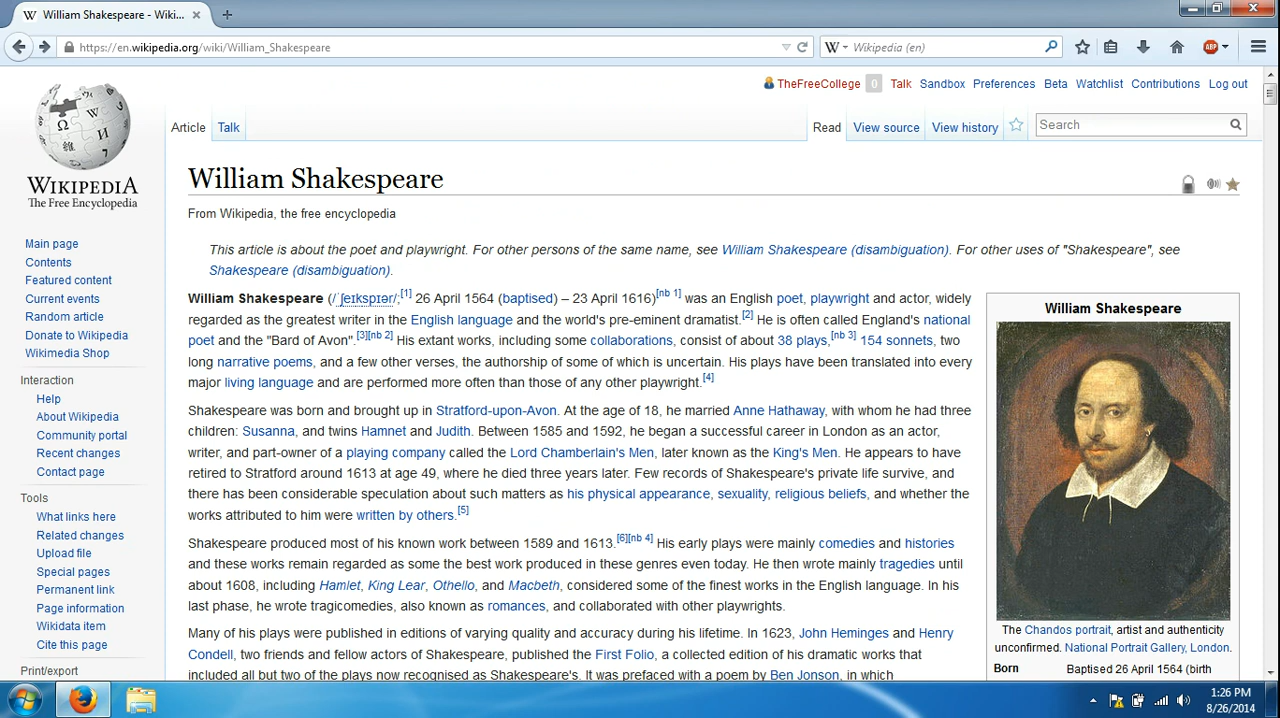 William Shakespeare - Wiki...
https://en.wikipedia.org/wiki/William_Shakespeare
W
Wikipedia (en)
ABP
TheFreeCollege 0 Talk Sandbox Preferences Beta Watchlist Contributions Log out
Article Talk
Read View source View history
Search
WIKIPEDIA
The Free Encyclopedia
Main page
Contents
Featured content
Current events
Random article
Donate to Wikipedia
Wikimedia Shop
Interaction
Help
About Wikipedia
Community portal
Recent changes
Contact page
Tools
What links here
Related changes
Upload file
Special pages
Permanent link
Page information
Wikidata item
Cite this page
Print/export
William Shakespeare
From Wikipedia, the free encyclopedia
This article is about the poet and playwright. For other persons of the same name, see William Shakespeare (disambiguation). For other uses of "Shakespeare", see
Shakespeare (disambiguation).
William Shakespeare (/ˈʃeɪkspɪər/;[1] 26 April 1564 (baptised) – 23 April 1616)[nb 1] was an English poet, playwright and actor, widely
regarded as the greatest writer in the English language and the world's pre-eminent dramatist.[2] He is often called England's national
poet and the "Bard of Avon".[3][nb 2] His extant works, including some collaborations, consist of about 38 plays,[nb 3] 154 sonnets, two
long narrative poems, and a few other verses, the authorship of some of which is uncertain. His plays have been translated into every
major living language and are performed more often than those of any other playwright.[4]
Shakespeare was born and brought up in Stratford-upon-Avon. At the age of 18, he married Anne Hathaway, with whom he had three
children: Susanna, and twins Hamnet and Judith. Between 1585 and 1592, he began a successful career in London as an actor,
writer, and part-owner of a playing company called the Lord Chamberlain's Men, later known as the King's Men. He appears to have
retired to Stratford around 1613 at age 49, where he died three years later. Few records of Shakespeare's private life survive, and
there has been considerable speculation about such matters as his physical appearance, sexuality, religious beliefs, and whether the
works attributed to him were written by others.[5]
Shakespeare produced most of his known work between 1589 and 1613.[6][nb 4] His early plays were mainly comedies and histories
and these works remain regarded as some of the best work produced in these genres even today. He then wrote mainly tragedies until
about 1608, including Hamlet, King Lear, Othello, and Macbeth, considered some of the finest works in the English language. In his
last phase, he wrote tragicomedies, also known as romances, and collaborated with other playwrights.
Many of his plays were published in editions of varying quality and accuracy during his lifetime. In 1623, John Heminges and Henry
Condell, two friends and fellow actors of Shakespeare, published the First Folio, a collected edition of his dramatic works that
included all but two of the plays now recognised as Shakespeare's. It was prefaced with a poem by Ben Jonson, in which
William Shakespeare
The Chandos portrait, artist and authenticity
unconfirmed. National Portrait Gallery, London.
Born Baptised 26 April 1564 (birth
1:26 PM
8/26/2014